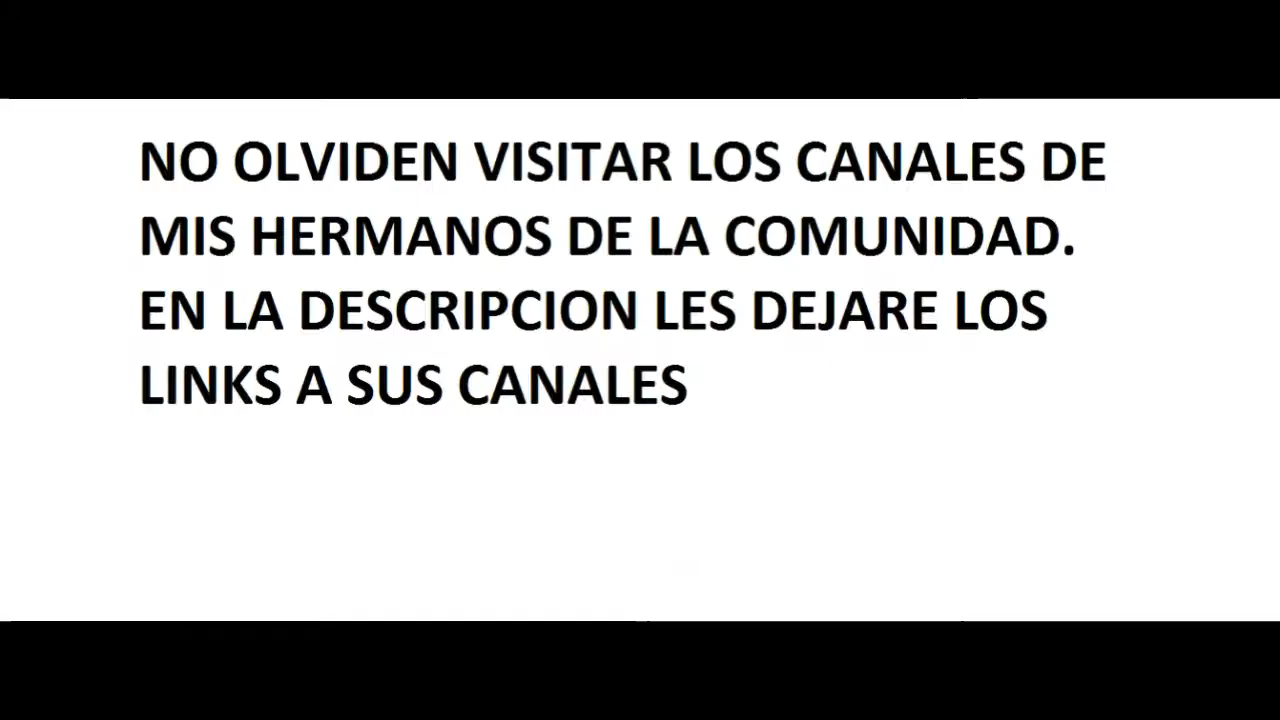 NO OLVIDEN VISITAR LOS CANALES DE
MIS HERMANOS DE LA COMUNIDAD.
EN LA DESCRIPCION LES DEJARE LOS
LINKS A SUS CANALES